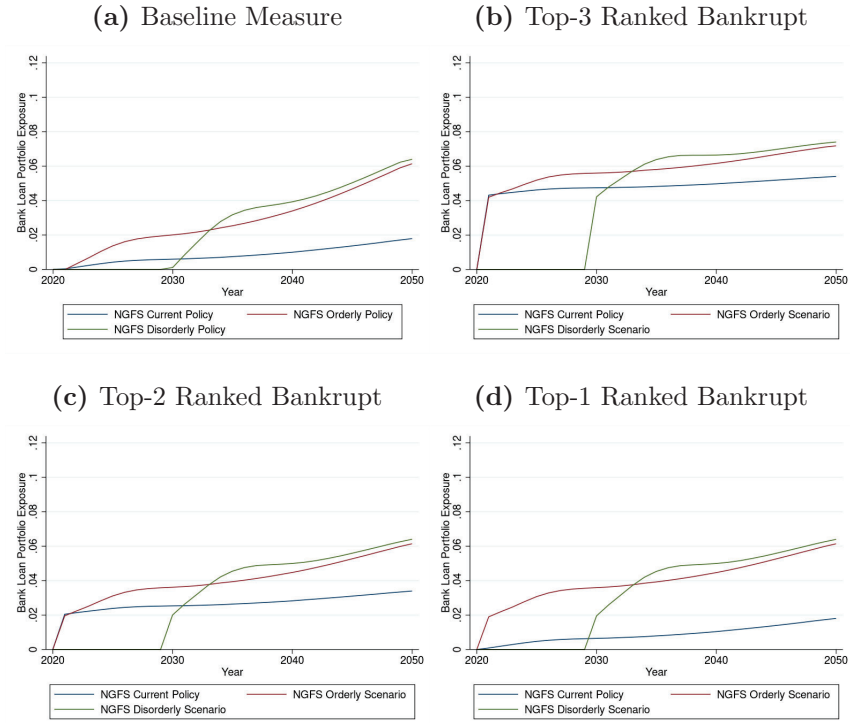 (a) Baseline Measure
Bank Loan Portfolio Exposure
0 .02 .04 .06 .08 .1 .12
2020 2030 2040 2050
Year
NGFS Current Policy NGFS Orderly Policy
NGFS Disorderly Policy
(b) Top-3 Ranked Bankrupt
Bank Loan Portfolio Exposure
0 .02 .04 .06 .08 .1 .12
2020 2030 2040 2050
Year
NGFS Current Policy NGFS Orderly Scenario
NGFS Disorderly Scenario
(c) Top-2 Ranked Bankrupt
Bank Loan Portfolio Exposure
0 .02 .04 .06 .08 .1 .12
2020 2030 2040 2050
Year
NGFS Current Policy NGFS Orderly Scenario
NGFS Disorderly Scenario
(d) Top-1 Ranked Bankrupt
Bank Loan Portfolio Exposure
0 .02 .04 .06 .08 .1 .12
2020 2030 2040 2050
Year
NGFS Current Policy NGFS Orderly Scenario
NGFS Disorderly Scenario